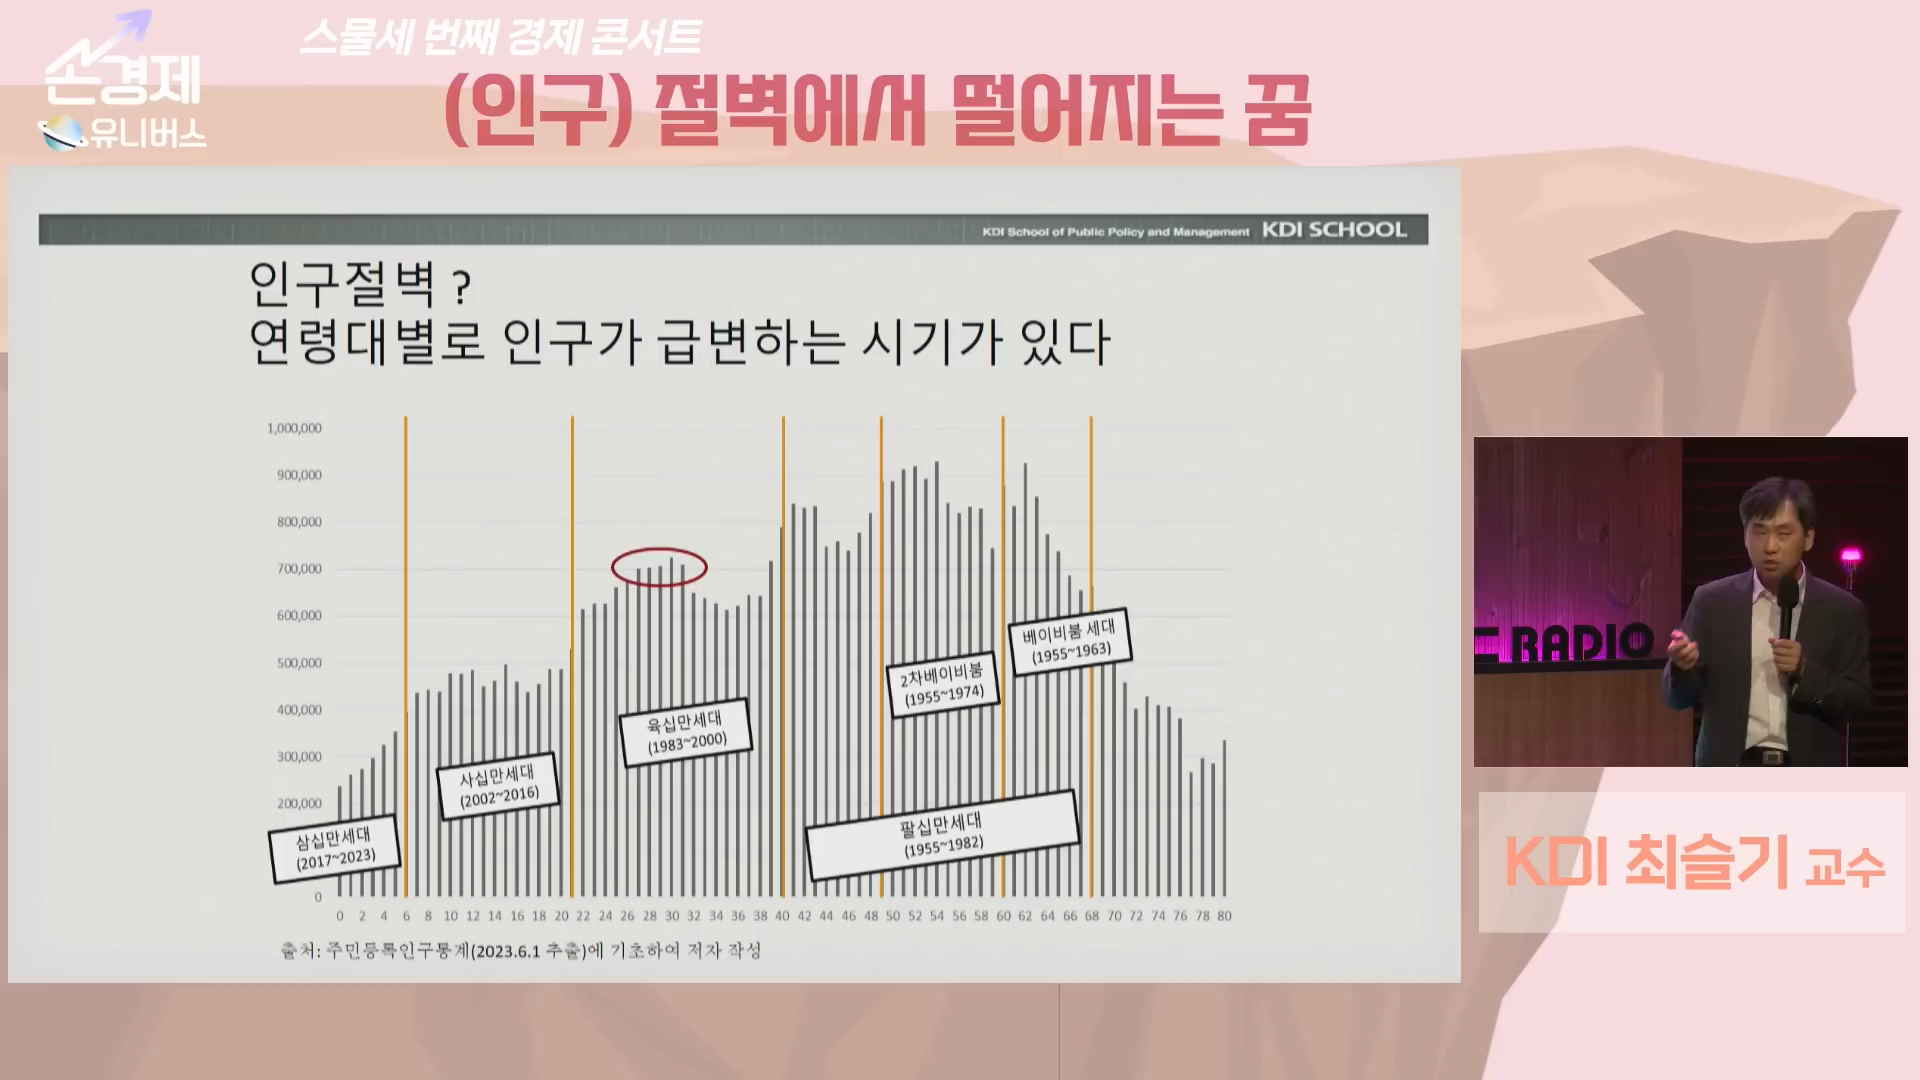 손경제
유니버스
스물세 번째 경제 콘서트
(인구) 절벽에서 떨어지는 꿈
KDI School of Public Policy and Management KDI SCHOOL
인구절벽 ?
연령대별로 인구가 급변하는 시기가 있다
1,000,000
900,000
800,000
700,000
600,000
500,000
400,000
300,000
200,000
0
베이비붐 세대
(1955~1963)
2차베이비붐
(1955~1974)
육십만세대
(1983~2000)
사십만세대
(2002~2016)
팔십만세대
(1955~1982)
삼십만세대
(2017~2023)
0 2 4 6 8 10 12 14 16 18 20 22 24 26 28 30 32 34 36 38 40 42 44 46 48 50 52 54 56 58 60 62 64 66 68 70 72 74 76 78 80
출처: 주민등록인구통계(2023.6.1 추출)에 기초하여 저자 작성
RADIO
KDI 최슬기 교수